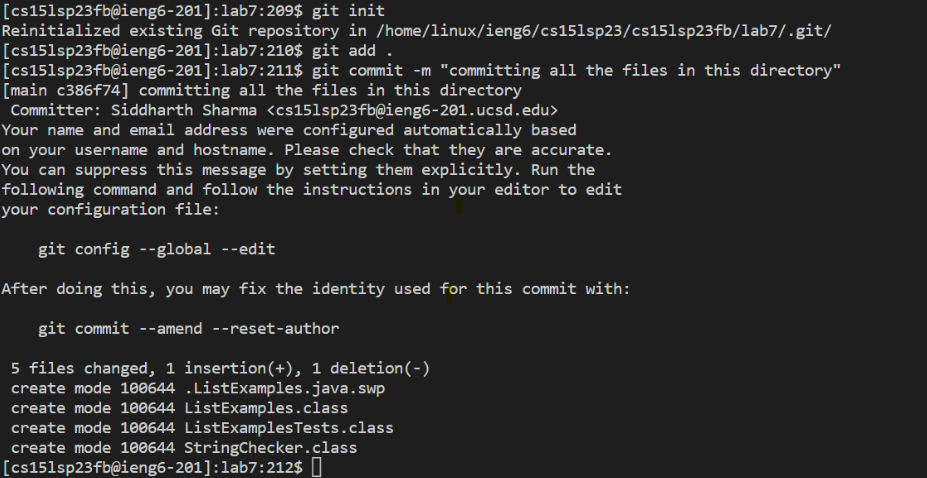 [cs15lsp23fb@ieng6-201]:lab7:209$ git init
Reinitialized existing Git repository in /home/linux/ieng6/cs15lsp23/cs15lsp23fb/lab7/.git/
[cs15lsp23fb@ieng6-201]:lab7:210$ git add .
[cs15lsp23fb@ieng6-201]:lab7:211$ git commit -m "committing all the files in this directory"
[main c386f74] committing all the files in this directory
 Committer: Siddharth Sharma <cs15lsp23fb@ieng6-201.ucsd.edu>
Your name and email address were configured automatically based
on your username and hostname. Please check that they are accurate.
You can suppress this message by setting them explicitly. Run the
following command and follow the instructions in your editor to edit
your configuration file:

    git config --global --edit

After doing this, you may fix the identity used for this commit with:

    git commit --amend --reset-author

 5 files changed, 1 insertion(+), 1 deletion(-)
 create mode 100644 .ListExamples.java.swp
 create mode 100644 ListExamples.class
 create mode 100644 ListExamplesTests.class
 create mode 100644 StringChecker.class
[cs15lsp23fb@ieng6-201]:lab7:212$